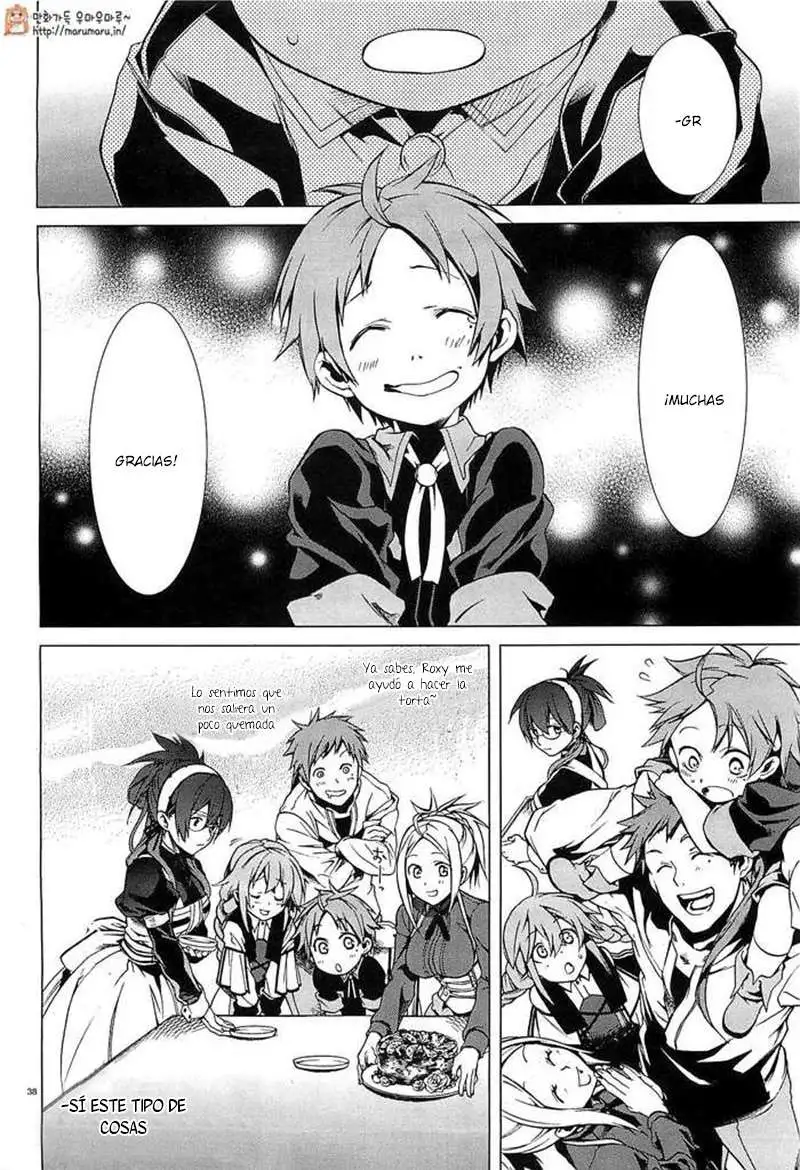 만화가득 우마우마루~
http://marumaru.in/
-GR
¡MUCHAS
GRACIAS!
Ya sabes, Roxy me
ayudó a hacer la
torta~
Lo sentimos que
nos saliera un
poco quemada
-SÍ ESTE TIPO DE
COSAS
38